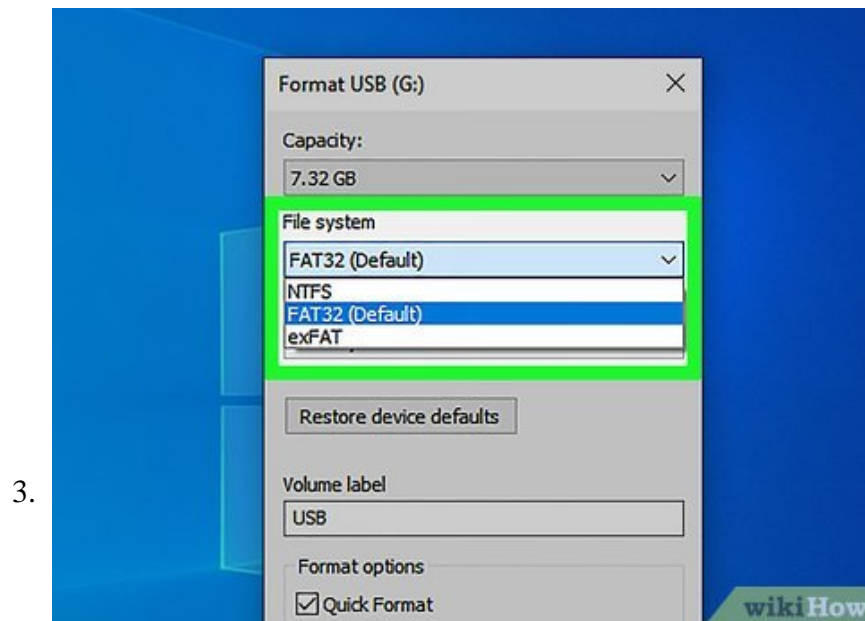 Format USB (G:)
Capacity:
7.32 GB
File system
FAT32 (Default)
NTFS
FAT32 (Default)
exFAT
Restore device defaults
3.
Volume label
USB
Format options
Quick Format
wikiHow